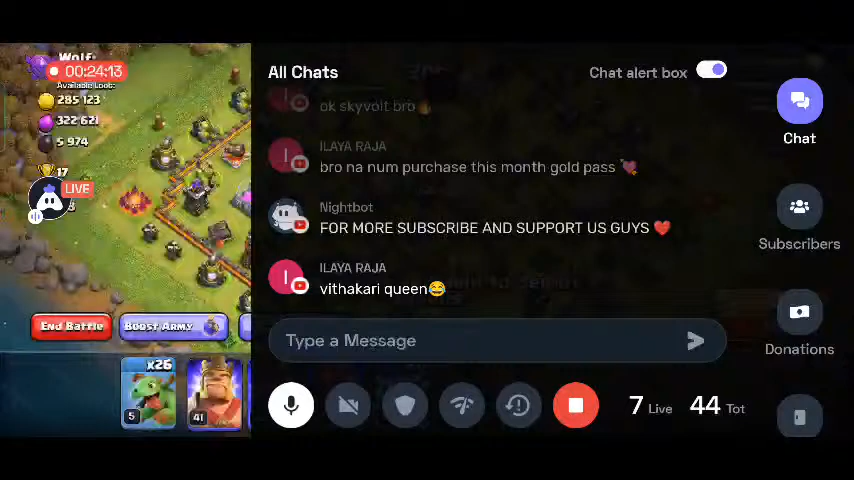 Wolf
00:24:13
Available Loot:
285 123
322 621
5 974
17
LIVE
End Battle
Boost Army
x26
5
41
All Chats
Chat alert box
ok skyvolt bro🔥
ILAYA RAJA
bro na num purchase this month gold pass 💘
Nightbot
FOR MORE SUBSCRIBE AND SUPPORT US GUYS ❤️
ILAYA RAJA
vithakari queen😂
Type a Message
7 Live 44 Tot
Chat
Subscribers
Donations